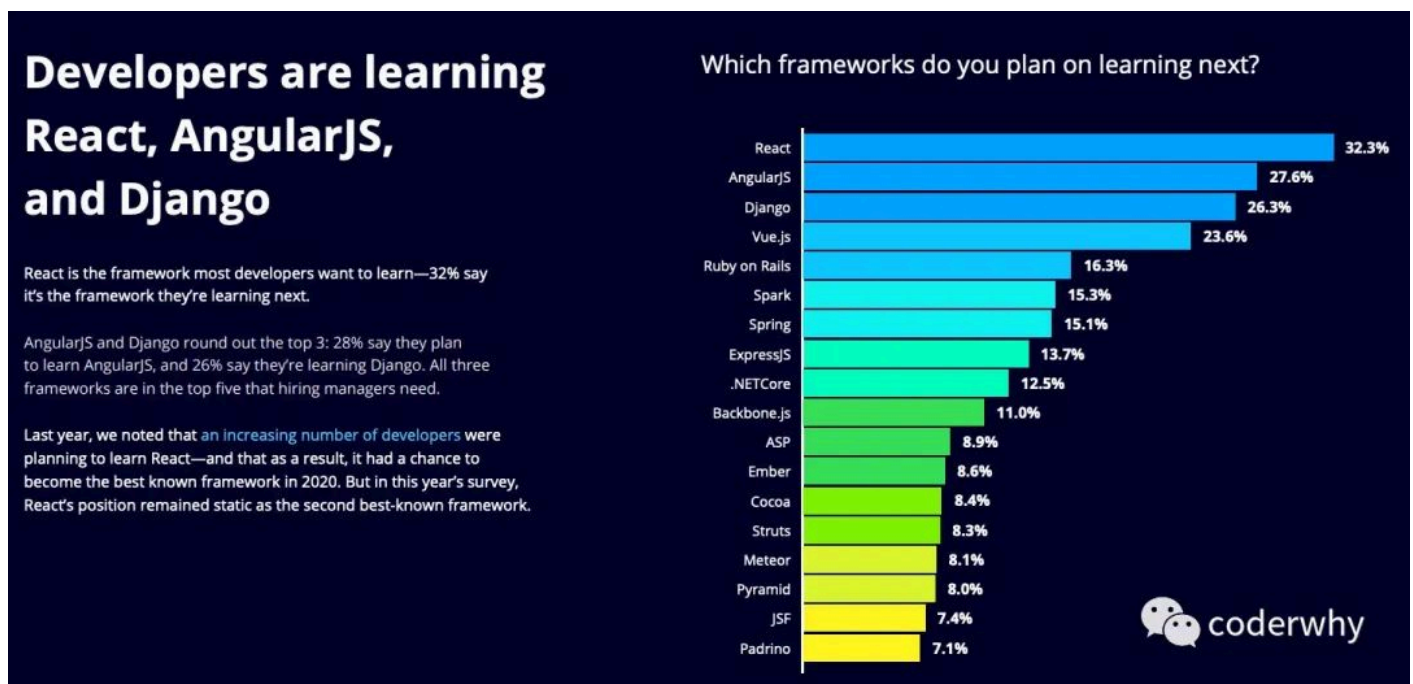 Developers are learning
React, AngularJS,
and Django
React is the framework most developers want to learn—32% say
it's the framework they're learning next.
AngularJS and Django round out the top 3: 28% say they plan
to learn AngularJS, and 26% say they're learning Django. All three
frameworks are in the top five that hiring managers need.
Last year, we noted that an increasing number of developers were
planning to learn React—and that as a result, it had a chance to
become the best known framework in 2020. But in this year's survey,
React's position remained static as the second best-known framework.
Which frameworks do you plan on learning next?
React 32.3%
AngularJS 27.6%
Django 26.3%
Vue.js 23.6%
Ruby on Rails 16.3%
Spark 15.3%
Spring 15.1%
ExpressJS 13.7%
.NETCore 12.5%
Backbone.js 11.0%
ASP 8.9%
Ember 8.6%
Cocoa 8.4%
Struts 8.3%
Meteor 8.1%
Pyramid 8.0%
JSF 7.4%
Padrino 7.1%
coderwhy